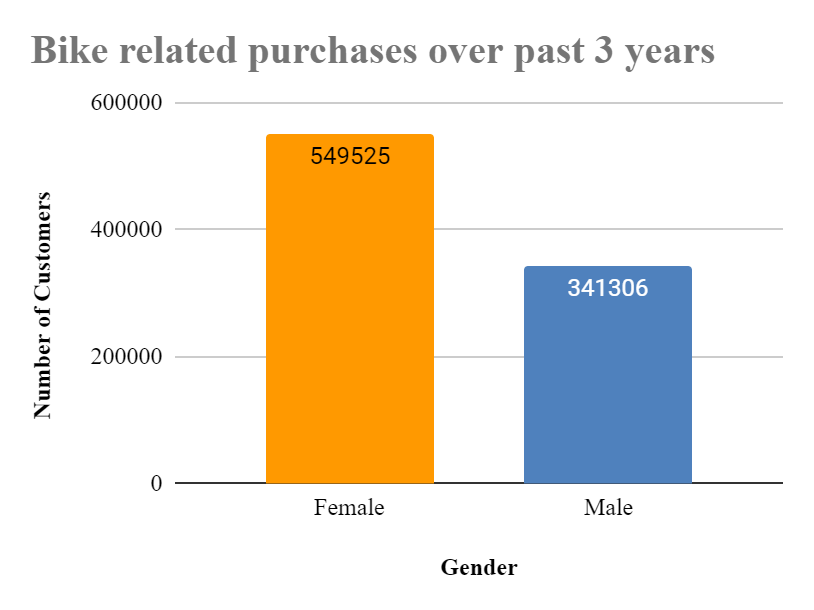 Bike related purchases over past 3 years
600000
400000
200000
0
Number of Customers
549525
341306
Female
Male
Gender